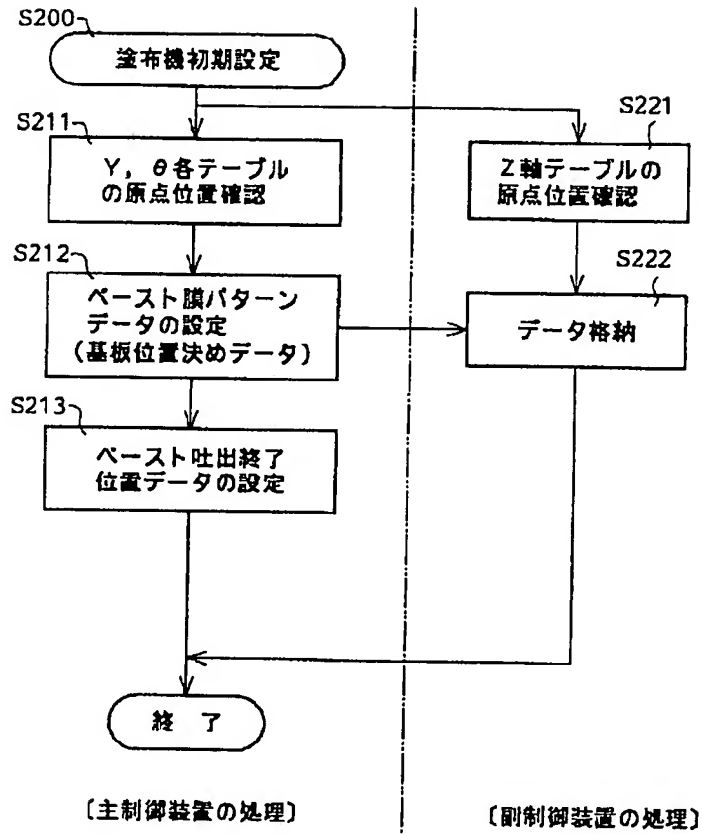 S200
塗布機初期設定
S211
Y，θ各テーブル
の原点位置確認
S221
Z軸テーブルの
原点位置確認
S212
ペースト膜パターン
データの設定
(基板位置決めデータ)
S222
データ格納
S213
ペースト吐出終了
位置データの設定
終 了
〔主制御装置の処理〕
〔副制御装置の処理〕